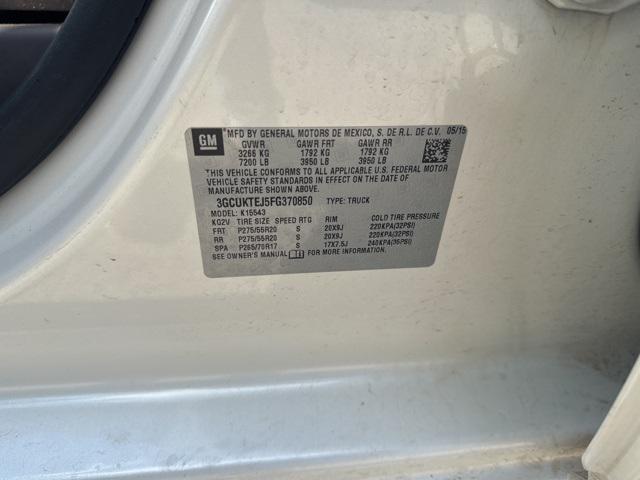 GM
MFD BY GENERAL MOTORS DE MEXICO, S. DE R.L. DE C.V. 05/15
GVWR GAWR FRT GAWR RR
3266 KG 1792 KG 1792 KG
7200 LB 3950 LB 3950 LB
THIS VEHICLE CONFORMS TO ALL APPLICABLE U.S. FEDERAL MOTOR
VEHICLE SAFETY STANDARDS IN EFFECT ON THE DATE OF
MANUFACTURE SHOWN ABOVE.
3GCUKTEJ5FG370850 TYPE: TRUCK
MODEL: K15543
KG2V TIRE SIZE SPEED RTG RIM COLD TIRE PRESSURE
FRT P275/55R20 S 20X9J 220KPA(32PSI)
RR P275/55R20 S 20X9J 220KPA(32PSI)
SPA P265/70R17 S 17X7.5J 240KPA(35PSI)
SEE OWNER'S MANUAL FOR MORE INFORMATION.